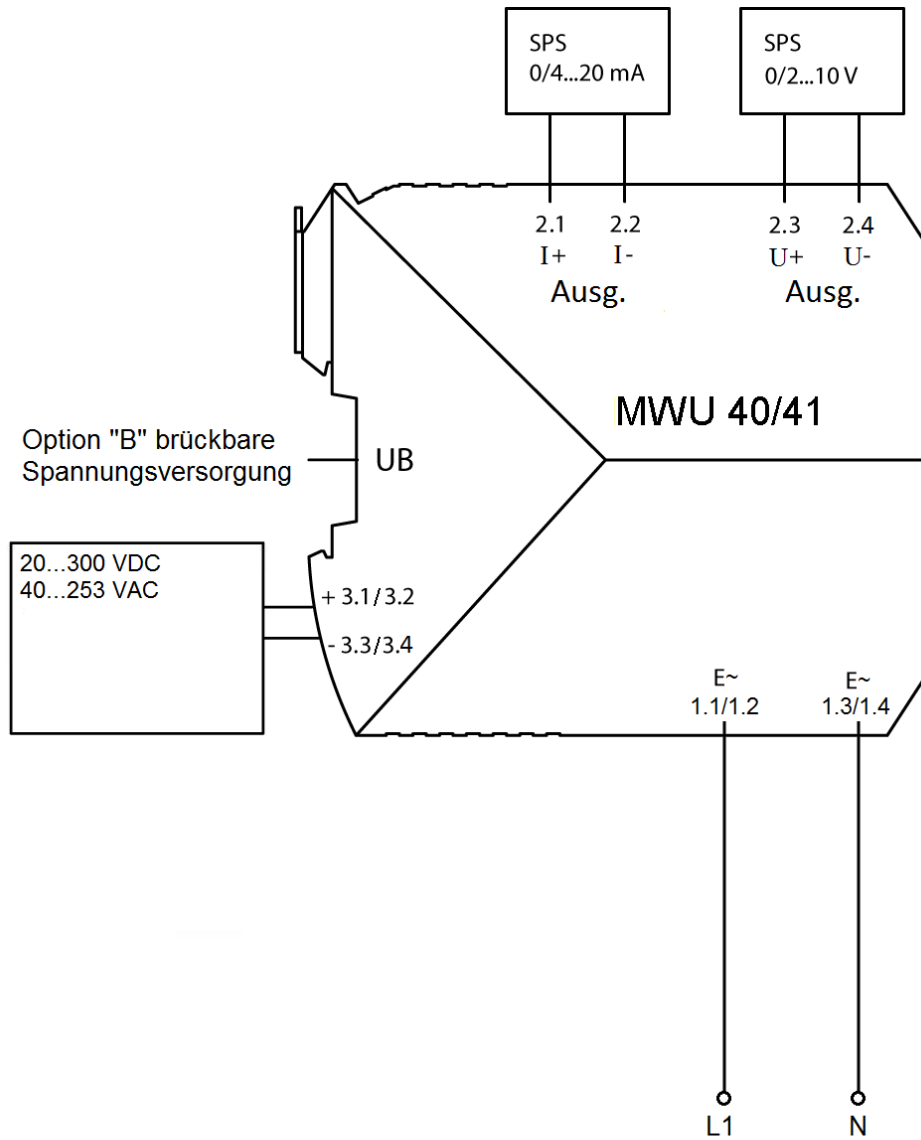 SPS
0/4...20 mA
SPS
0/2...10 V
2.1
2.2
2.3
2.4
I+
I-
U+
U-
Ausg.
Ausg.
MWU 40/41
Option "B" brückbare
Spannungsversorgung
UB
20...300 VDC
40...253 VAC
+ 3.1/3.2
- 3.3/3.4
E~
E~
1.1/1.2
1.3/1.4
L1
N